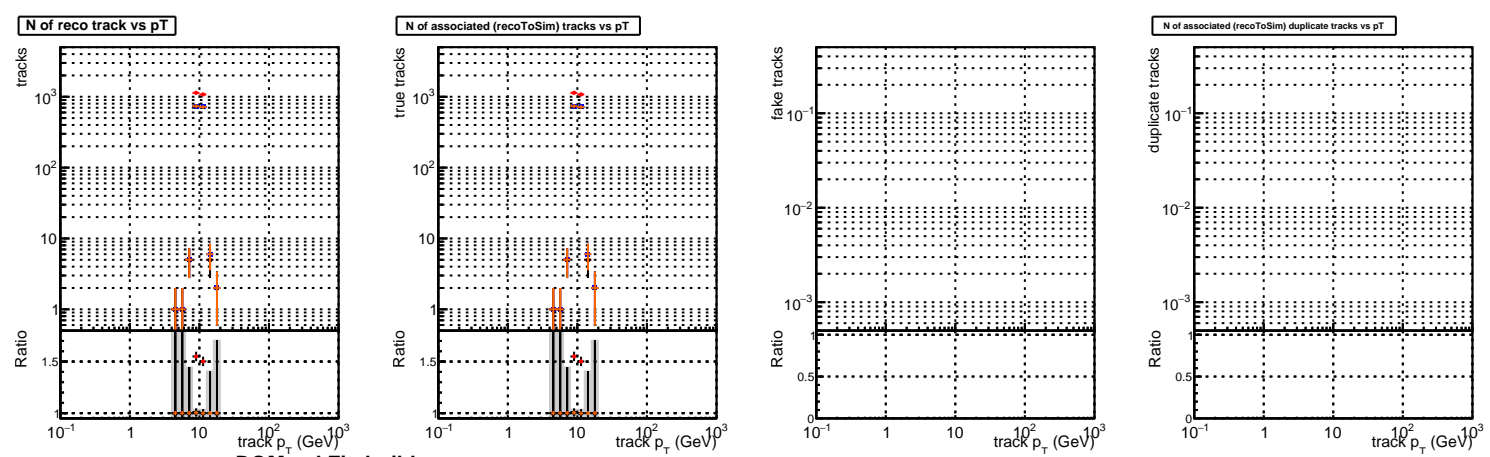 N of reco track vs pT
tracks
10³
10²
10
1
Ratio
1.5
1
10⁻¹ 1 10 10² 10³
track p_T (GeV)
N of associated (recoToSim) tracks vs pT
true tracks
10³
10²
10
1
Ratio
1.5
1
10⁻¹ 1 10 10² 10³
track p_T (GeV)
fake tracks
10⁻¹
10⁻²
10⁻³
Ratio
1
0.5
0
10⁻¹ 1 10 10² 10³
track p_T (GeV)
N of associated (recoToSim) duplicate tracks vs pT
duplicate tracks
10⁻¹
10⁻²
10⁻³
Ratio
1
0.5
0
10⁻¹ 1 10 10² 10³
track p_T (GeV)